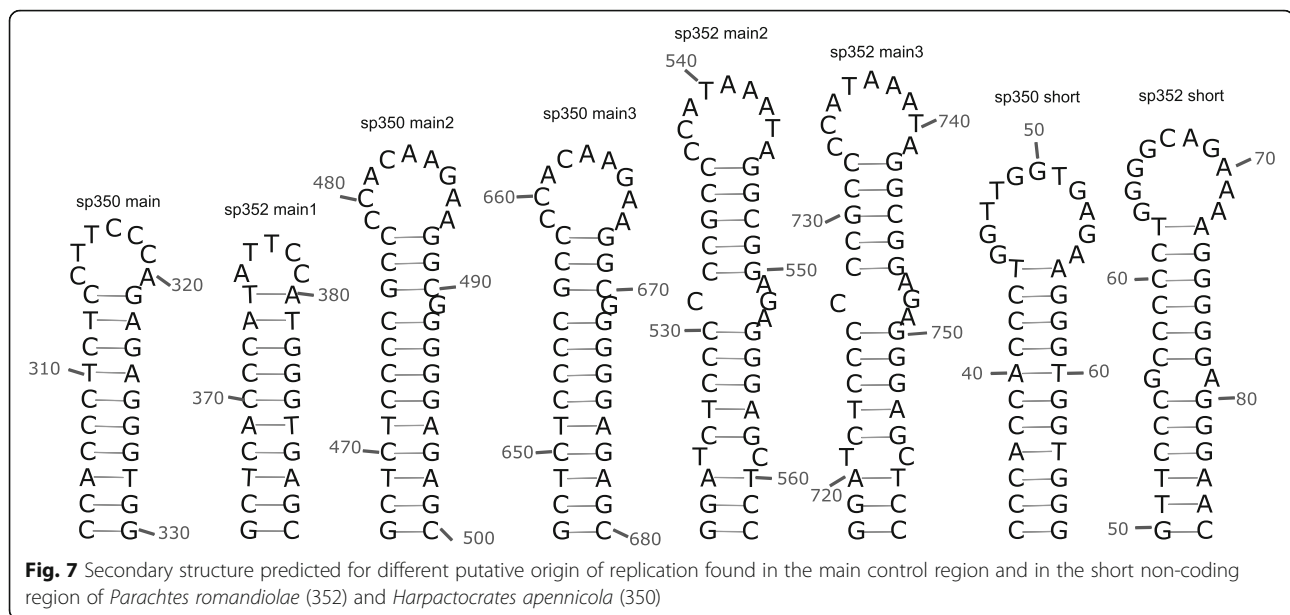 sp350 main
T T C C C
C A 320
C G
T A
C G
310 T A
C G
C G
C G
A T
C G
C G 330
sp352 main1
T T C
A C
T A 380
A T
C G
C G
370 C G
A T
C G
T A
C G
G C
sp350 main2
A C A A G
480 C A
C A
C G
C G
G C 490
G
C G
C G
C G
T A
470 C G
T A
C G
G C 500
sp350 main3
A C A A G
660 C A
C A
C G
C G
G C 670
G
C G
C G
C G
T A
650 C G
T A
C G
G C 680
sp352 main2
540
T A A A
A T
C A
C
C G
C G
G C
C G
C G 550
A
C G
A
530 C G
C G
C G
T A
C G
T C
A T 560
G C
G C
sp352 main3
T A A A
A T 740
C A
C
C G
C G
730 G C
C G
C G
A
C G
A
C G 750
C G
C G
T A
C G
T C
720 A T
G C
G C
sp350 short
50
G G T
T G
T A
G G
G A
T A
C G
C G
C G
40 A T 60
C G
C G
A T
C G
C G
C G
sp352 short
G C A G
G A 70
G A
G A
T A
C G
60 C G
C G
C G
C G
G A
C G 80
C G
C G
T A
T A
50 G C
Fig. 7 Secondary structure predicted for different putative origin of replication found in the main control region and in the short non-coding
region of Parachtes romandiolae (352) and Harpactocrates apennicola (350)